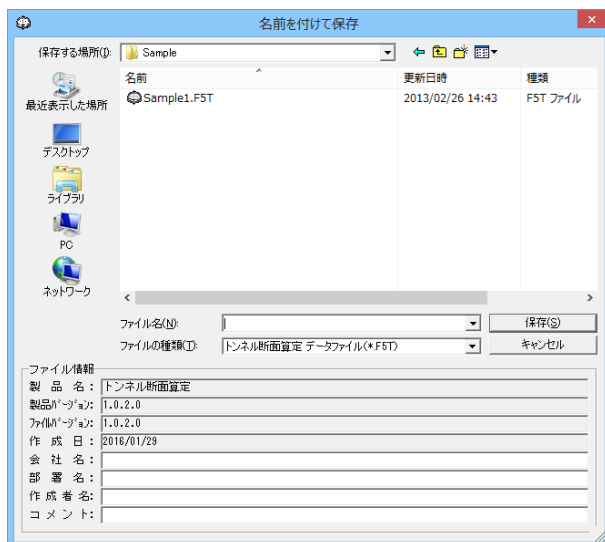 名前を付けて保存
保存する場所(I): Sample
名前 更新日時 種類
Sample1.F5T 2013/02/26 14:43 F5T ファイル
最近表示した場所
デスクトップ
ライブラリ
PC
ネットワーク
ファイル名(N): 保存(S)
ファイルの種類(T): トンネル断面算定 データファイル(*.F5T) キャンセル
ファイル情報
製 品 名： トンネル断面算定
製品ﾊﾞｰｼﾞｮﾝ: 1.0.2.0
ﾌｧｲﾙﾊﾞｰｼﾞｮﾝ: 1.0.2.0
作 成 日： 2016/01/29
会 社 名：
部 署 名：
作 成 者 名:
コ メ ン ト: